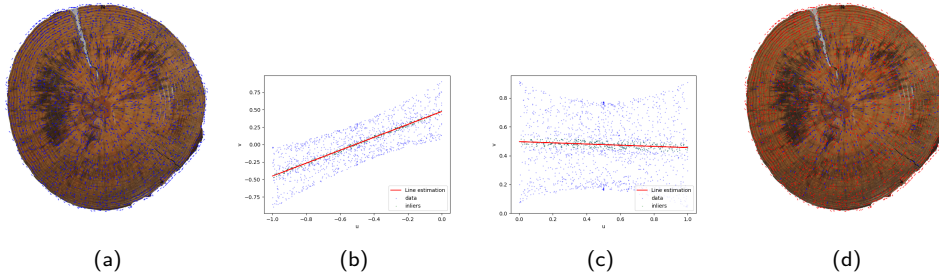 0.75
0.50
0.25
0.00
−0.25
−0.50
−0.75
v
−1.0
−0.8
−0.6
−0.4
−0.2
0.0
u
Line estimation
data
inliers
0.8
0.6
0.4
0.2
0.0
v
0.0
0.2
0.4
0.6
0.8
1.0
u
Line estimation
data
inliers
(a)
(b)
(c)
(d)